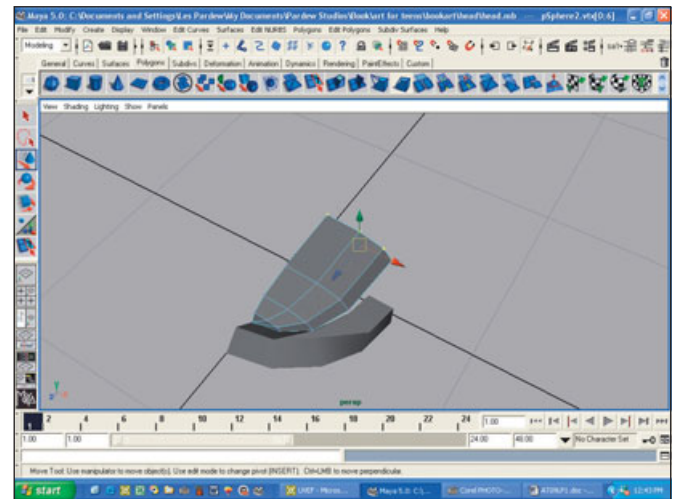 Maya 5.0: C:\Documents and Settings\Les Pardew\My Documents\Pardew Studios\Book\art for teens\bookart\head\head.mb --- pSphere2.vtx[0:6]
File Edit Modify Create Display Window Edit Curves Surfaces Edit NURBS Polygons Edit Polygons Subdiv Surfaces Help
Modeling
General Curves Surfaces Polygons Subdivs Deformation Animation Dynamics Rendering PaintEffects Custom
View Shading Lighting Show Panels
persp
2 4 6 8 10 12 14 16 18 20 22 24 1.00
1.00 1.00 24.00 48.00 No Character Set
Move Tool: Use manipulator to move object(s). Use edit mode to change pivot (INSERT). Ctrl+LMB to move perpendicular.
start Maya 5.0: C:\... Corel PHOTO-... 12:43 PM